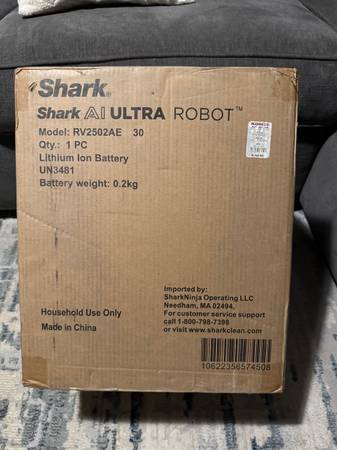 Shark®
Shark AI ULTRA ROBOT™
Model: RV2502AE 30
Qty.: 1 PC
Lithium Ion Battery
UN3481
Battery weight: 0.2kg
KOHL'S
Imported by:
SharkNinja Operating LLC
Needham, MA 02494.
For customer service support
call 1-800-798-7398
or visit www.sharkclean.com
Household Use Only
Made in China
10622356574508